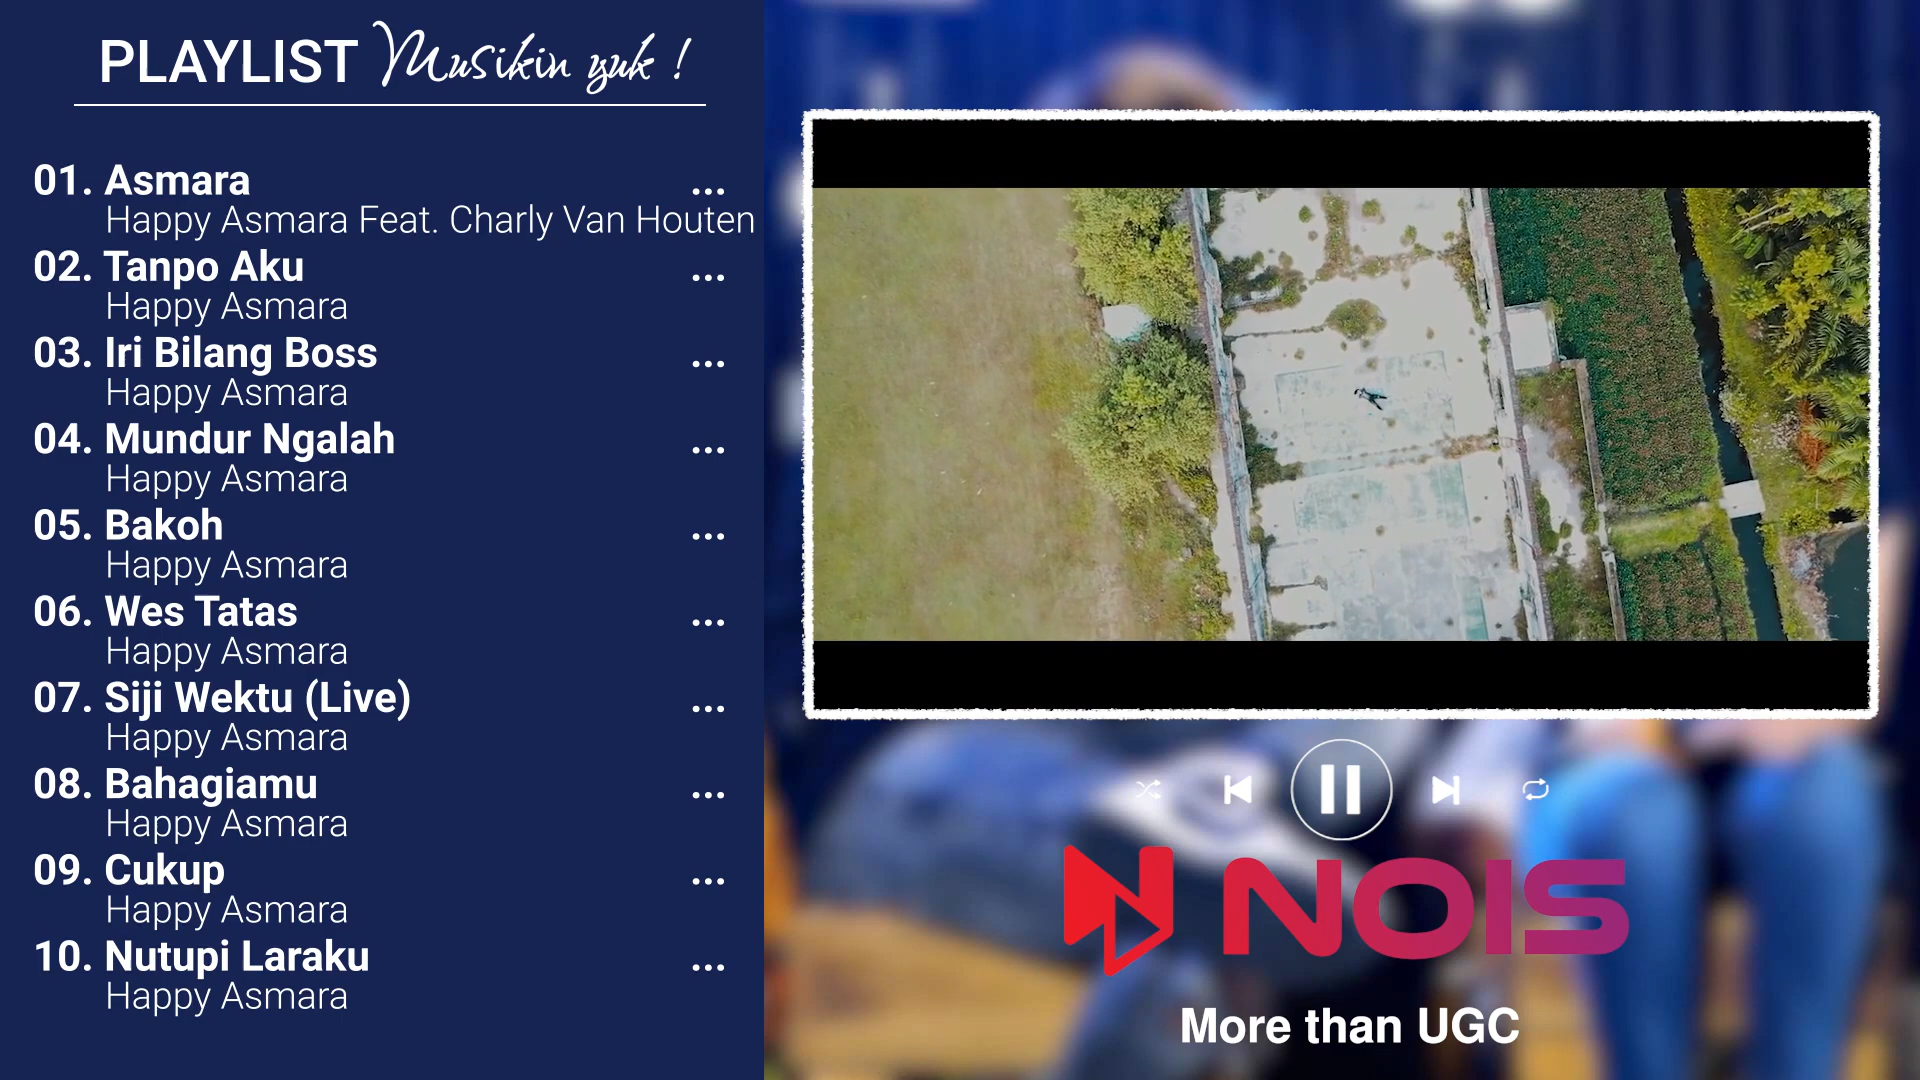 PLAYLIST Musikin yuk !
01. Asmara ...
Happy Asmara Feat. Charly Van Houten
02. Tanpo Aku ...
Happy Asmara
03. Iri Bilang Boss ...
Happy Asmara
04. Mundur Ngalah ...
Happy Asmara
05. Bakoh ...
Happy Asmara
06. Wes Tatas ...
Happy Asmara
07. Siji Wektu (Live) ...
Happy Asmara
08. Bahagiamu ...
Happy Asmara
09. Cukup ...
Happy Asmara
10. Nutupi Laraku ...
Happy Asmara
NOIS
More than UGC